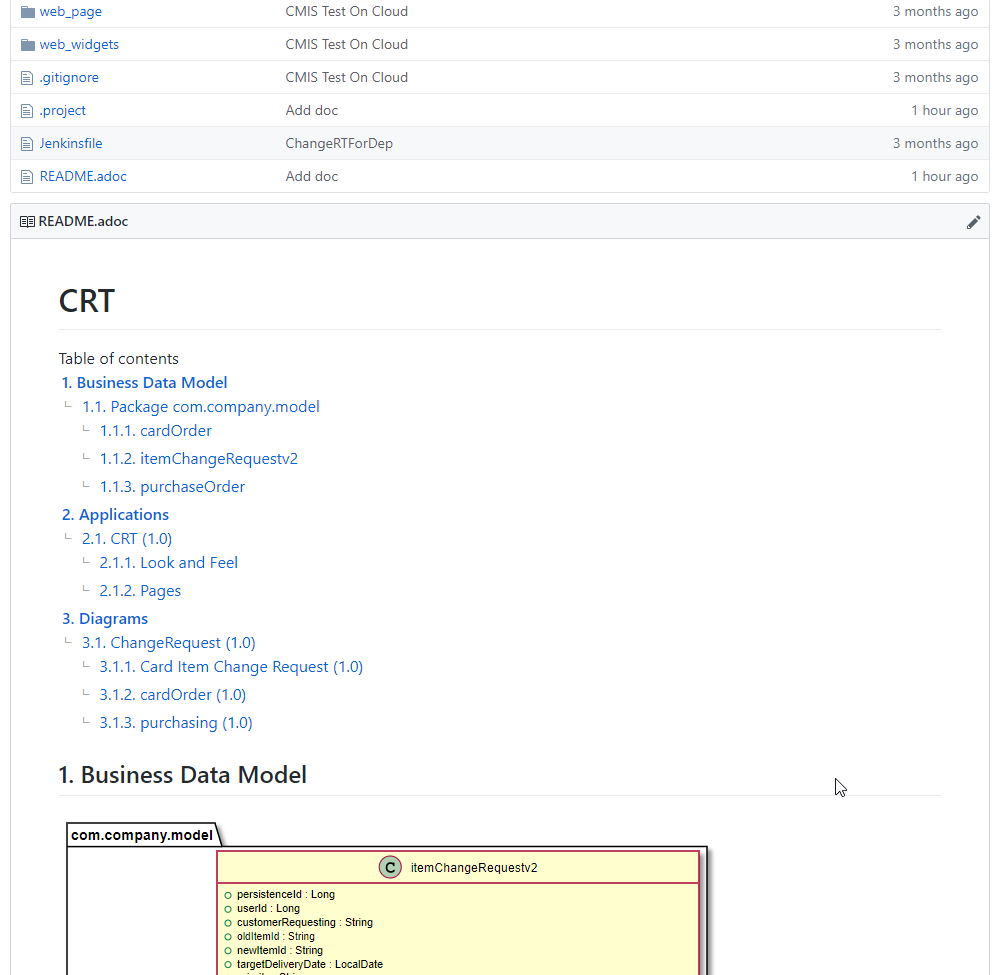 web_page CMIS Test On Cloud 3 months ago
web_widgets CMIS Test On Cloud 3 months ago
.gitignore CMIS Test On Cloud 3 months ago
.project Add doc 1 hour ago
Jenkinsfile ChangeRTForDep 3 months ago
README.adoc Add doc 1 hour ago
README.adoc
CRT
Table of contents
1. Business Data Model
1.1. Package com.company.model
1.1.1. cardOrder
1.1.2. itemChangeRequestv2
1.1.3. purchaseOrder
2. Applications
2.1. CRT (1.0)
2.1.1. Look and Feel
2.1.2. Pages
3. Diagrams
3.1. ChangeRequest (1.0)
3.1.1. Card Item Change Request (1.0)
3.1.2. cardOrder (1.0)
3.1.3. purchasing (1.0)
1. Business Data Model
com.company.model
C itemChangeRequestv2
persistenceId : Long
userId : Long
customerRequesting : String
oldItemId : String
newItemId : String
targetDeliveryDate : LocalDate